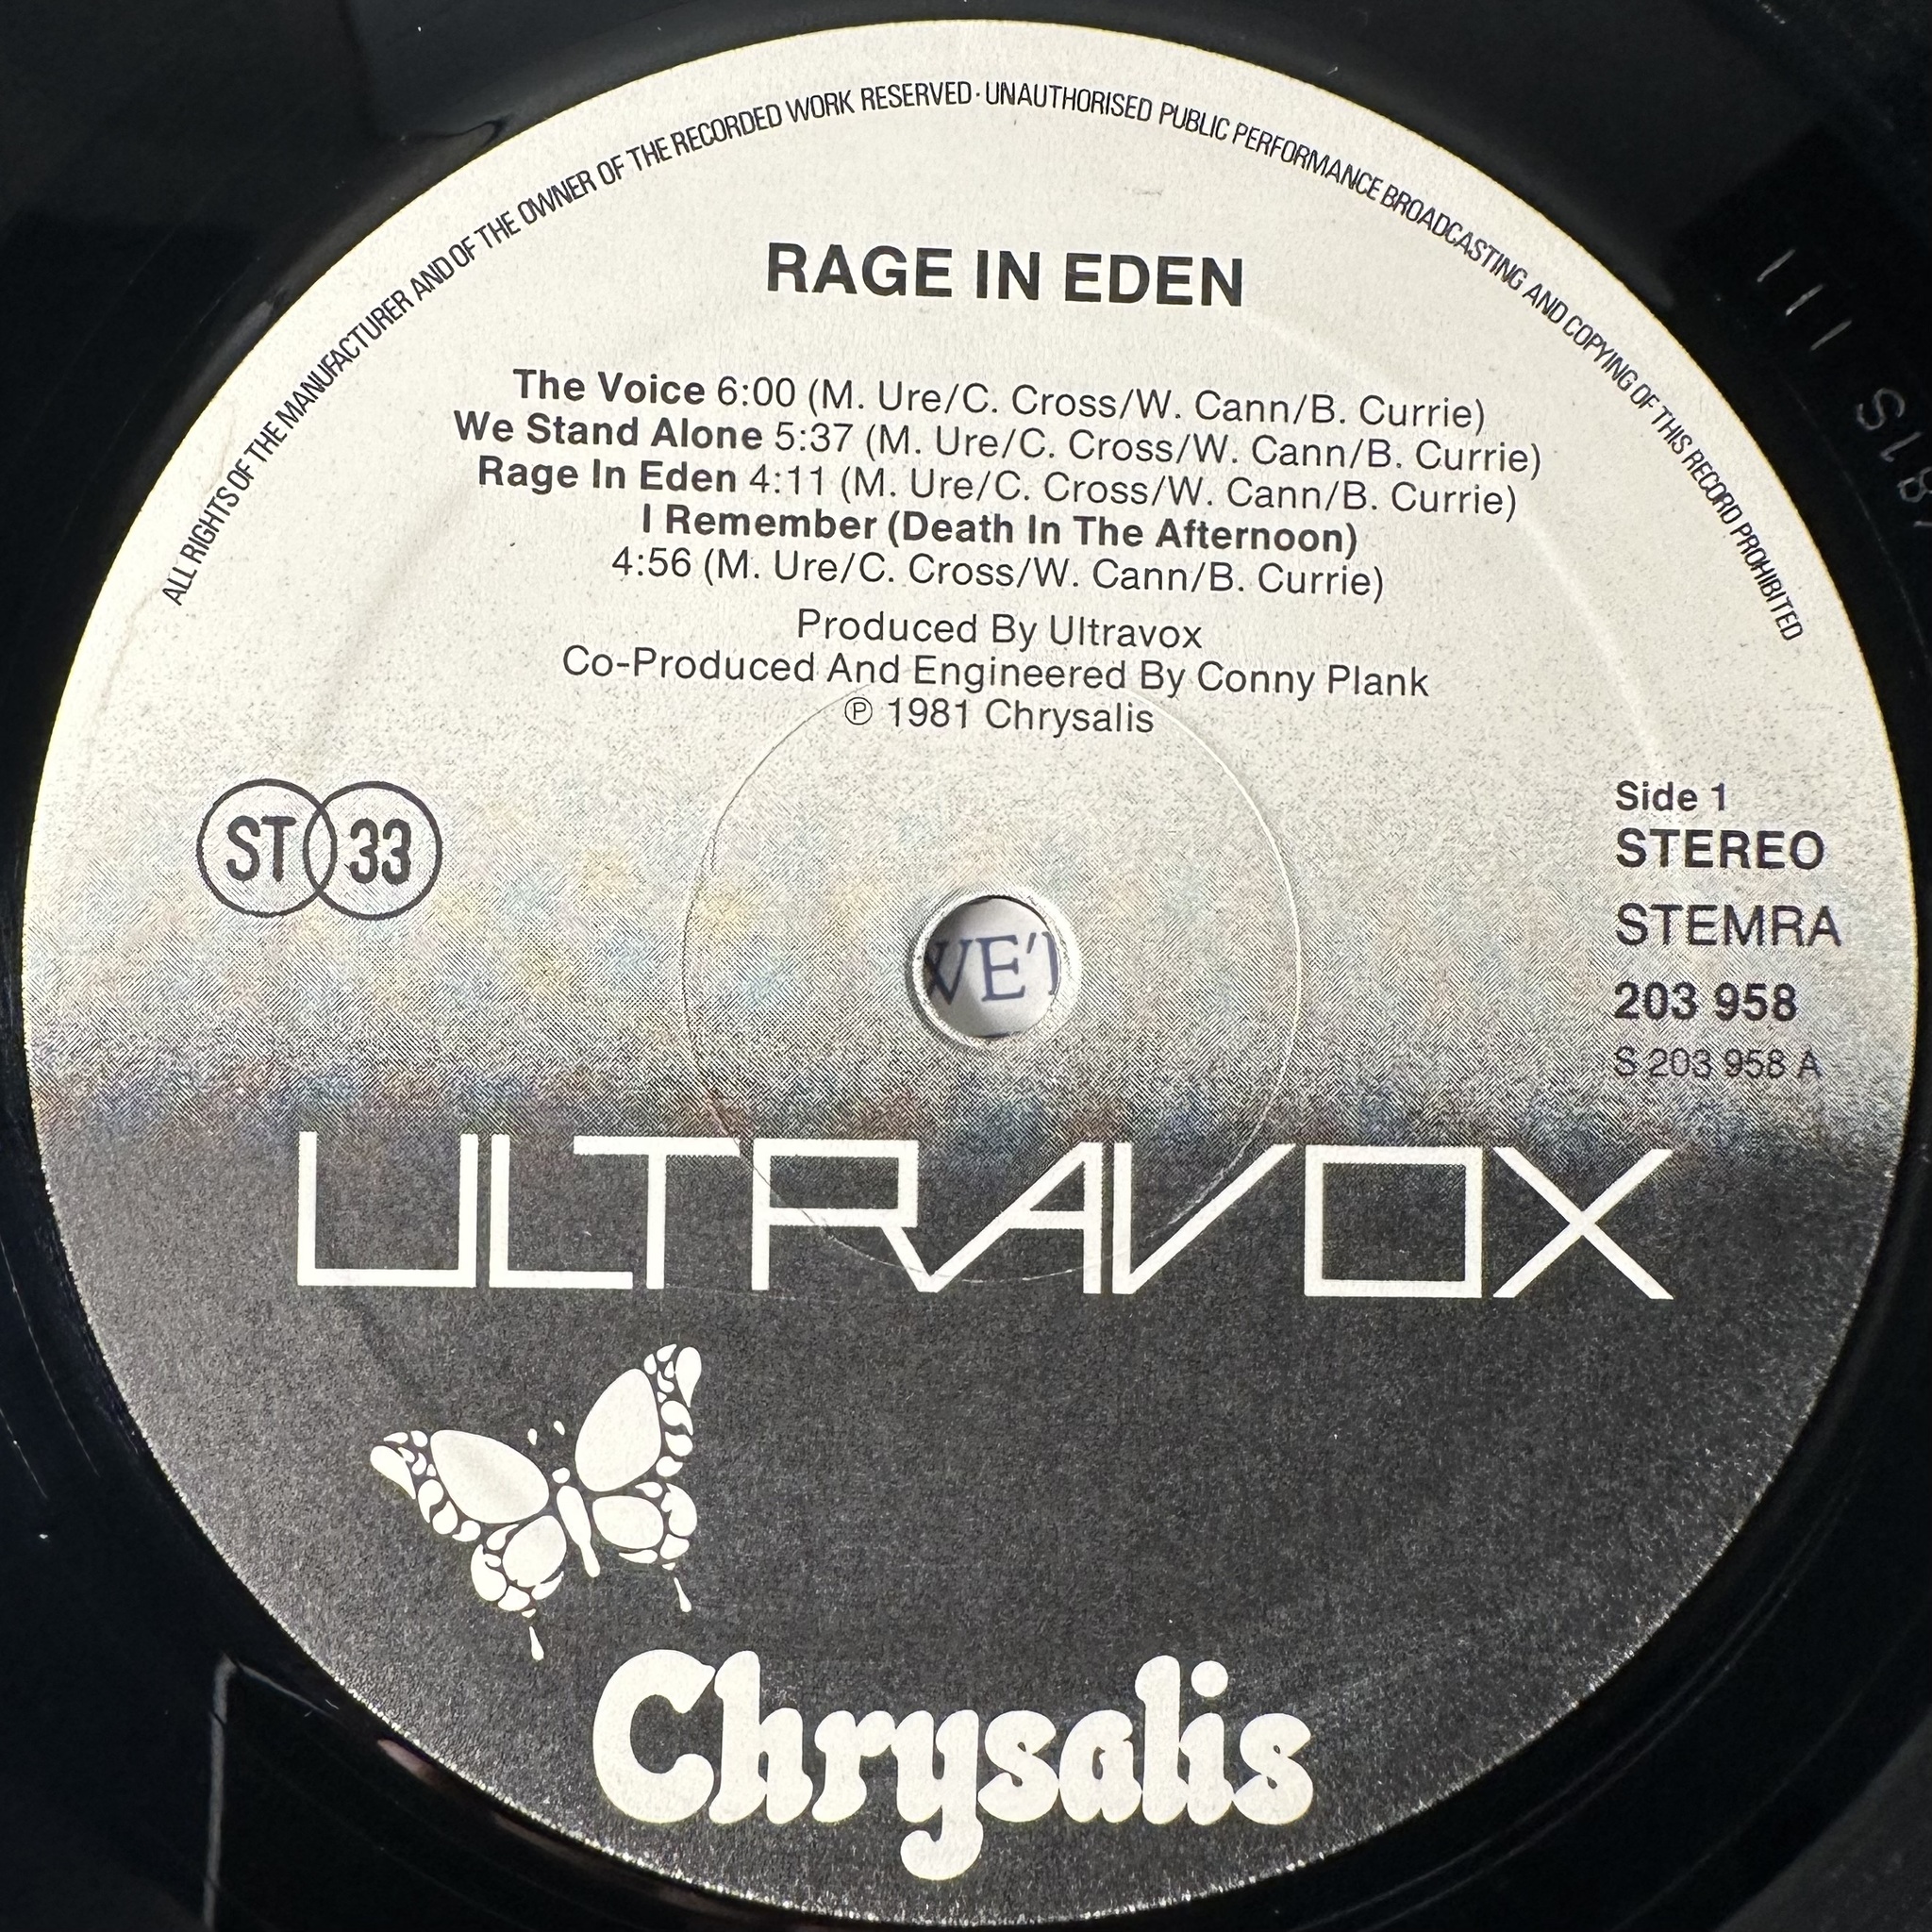 ALL RIGHTS OF THE MANUFACTURER AND OF THE OWNER OF THE RECORDED WORK RESERVED · UNAUTHORISED PUBLIC PERFORMANCE BROADCASTING AND COPYING OF THIS RECORD PROHIBITED
RAGE IN EDEN
The Voice 6:00 (M. Ure/C. Cross/W. Cann/B. Currie)
We Stand Alone 5:37 (M. Ure/C. Cross/W. Cann/B. Currie)
Rage In Eden 4:11 (M. Ure/C. Cross/W. Cann/B. Currie)
I Remember (Death In The Afternoon)
4:56 (M. Ure/C. Cross/W. Cann/B. Currie)
Produced By Ultravox
Co-Produced And Engineered By Conny Plank
℗ 1981 Chrysalis
ST 33
Side 1
STEREO
STEMRA
203 958
S 203 958 A
WE'
ULTRAVOX
Chrysalis